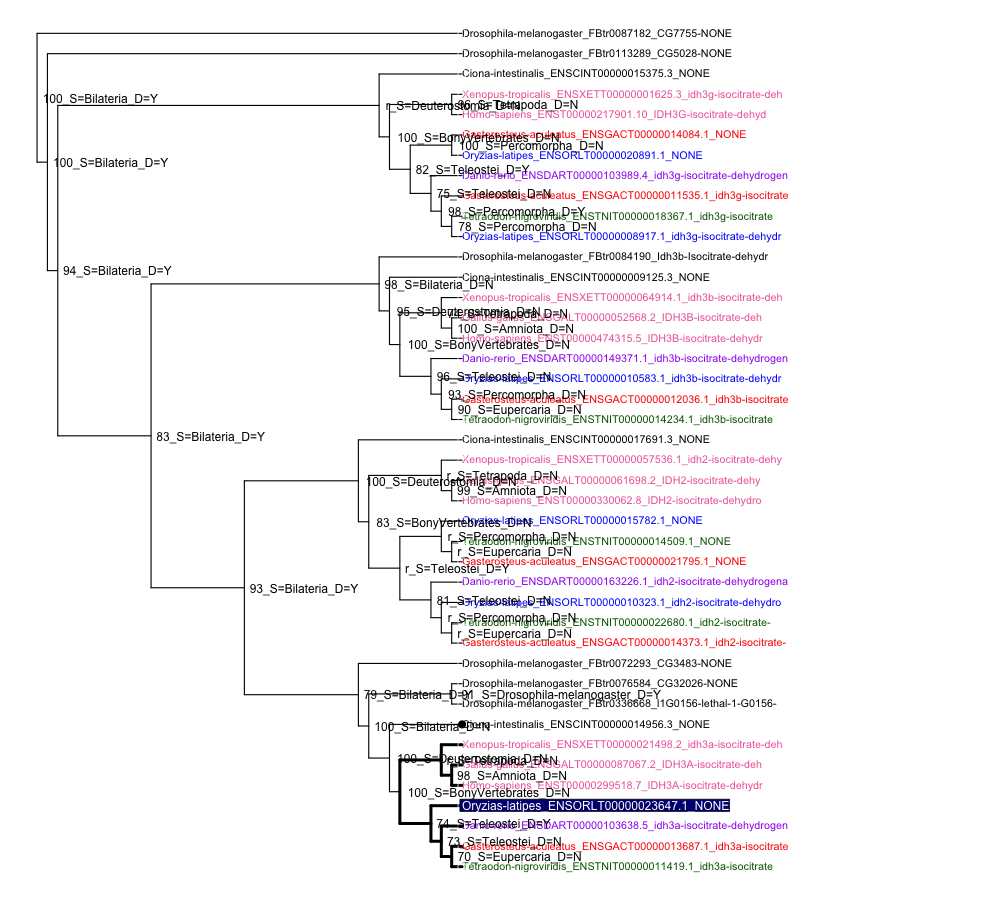 Drosophila-melanogaster_FBtr0087182_CG7755-NONE
Drosophila-melanogaster_FBtr0113289_CG5028-NONE
Ciona-intestinalis_ENSCINT00000015375.3_NONE
Xenopus-tropicalis_ENSXETT00000001625.3_idh3g-isocitrate-deh
100_S=Bilateria_D=Y
r_S=Deuterostomia_D=N
96_S=Tetrapoda_D=N
Homo-sapiens_ENST00000217901.10_IDH3G-isocitrate-dehyd
Gasterosteus-aculeatus_ENSGACT00000014084.1_NONE
100_S=BonyVertebrates_D=N
100_S=Percomorpha_D=N
Oryzias-latipes_ENSORLT00000020891.1_NONE
100_S=Bilateria_D=Y
82_S=Teleostei_D=Y
Danio-rerio_ENSDART00000103989.4_idh3g-isocitrate-dehydrogen
75_S=Teleostei_D=N
Gasterosteus-aculeatus_ENSGACT00000011535.1_idh3g-isocitrate
98_S=Percomorpha_D=Y
Tetraodon-nigroviridis_ENSTNIT00000018367.1_idh3g-isocitrate
78_S=Percomorpha_D=N
Oryzias-latipes_ENSORLT00000008917.1_idh3g-isocitrate-dehydr
Drosophila-melanogaster_FBtr0084190_Idh3b-Isocitrate-dehydr
94_S=Bilateria_D=Y
Ciona-intestinalis_ENSCINT00000009125.3_NONE
98_S=Bilateria_D=N
Xenopus-tropicalis_ENSXETT00000064914.1_idh3b-isocitrate-deh
95_S=Deuterostomia_D=N
S=Tetrapoda_D=N
Gallus-gallus_ENSGALT00000052568.2_IDH3B-isocitrate-deh
100_S=Amniota_D=N
Homo-sapiens_ENST00000474315.5_IDH3B-isocitrate-dehydr
100_S=BonyVertebrates_D=N
Danio-rerio_ENSDART00000149371.1_idh3b-isocitrate-dehydrogen
96_S=Teleostei_D=N
Oryzias-latipes_ENSORLT00000010583.1_idh3b-isocitrate-dehydr
93_S=Percomorpha_D=N
Gasterosteus-aculeatus_ENSGACT00000012036.1_idh3b-isocitrate
90_S=Eupercaria_D=N
Tetraodon-nigroviridis_ENSTNIT00000014234.1_idh3b-isocitrate
83_S=Bilateria_D=Y
Ciona-intestinalis_ENSCINT00000017691.3_NONE
Xenopus-tropicalis_ENSXETT00000057536.1_idh2-isocitrate-dehy
r_S=Tetrapoda_D=N
100_S=Deuterostomia_D=N
Gallus-gallus_ENSGALT00000061698.2_IDH2-isocitrate-dehy
99_S=Amniota_D=N
Homo-sapiens_ENST00000330062.8_IDH2-isocitrate-dehydro
83_S=BonyVertebrates_D=N
Oryzias-latipes_ENSORLT00000015782.1_NONE
r_S=Percomorpha_D=N
Tetraodon-nigroviridis_ENSTNIT00000014509.1_NONE
r_S=Eupercaria_D=N
Gasterosteus-aculeatus_ENSGACT00000021795.1_NONE
r_S=Teleostei_D=Y
Danio-rerio_ENSDART00000163226.1_idh2-isocitrate-dehydrogena
93_S=Bilateria_D=Y
81_S=Teleostei_D=N
Oryzias-latipes_ENSORLT00000010323.1_idh2-isocitrate-dehydro
r_S=Percomorpha_D=N
Tetraodon-nigroviridis_ENSTNIT00000022680.1_idh2-isocitrate-
r_S=Eupercaria_D=N
Gasterosteus-aculeatus_ENSGACT00000014373.1_idh2-isocitrate-
Drosophila-melanogaster_FBtr0072293_CG3483-NONE
Drosophila-melanogaster_FBtr0076584_CG32026-NONE
79_S=Bilateria_D=Y
91_S=Drosophila-melanogaster_D=Y
Drosophila-melanogaster_FBtr0336668_l1G0156-lethal-1-G0156-
Ciona-intestinalis_ENSCINT00000014956.3_NONE
100_S=Bilateria_D=N
Xenopus-tropicalis_ENSXETT00000021498.2_idh3a-isocitrate-deh
100_S=Deuterostomia_D=N
S=Tetrapoda_D=N
Gallus-gallus_ENSGALT00000087067.2_IDH3A-isocitrate-deh
98_S=Amniota_D=N
Homo-sapiens_ENST00000299518.7_IDH3A-isocitrate-dehydr
100_S=BonyVertebrates_D=N
Oryzias-latipes_ENSORLT00000023647.1_NONE
74_S=Teleostei_D=Y
Danio-rerio_ENSDART00000103638.5_idh3a-isocitrate-dehydrogen
73_S=Teleostei_D=N
Gasterosteus-aculeatus_ENSGACT00000013687.1_idh3a-isocitrate
70_S=Eupercaria_D=N
Tetraodon-nigroviridis_ENSTNIT00000011419.1_idh3a-isocitrate